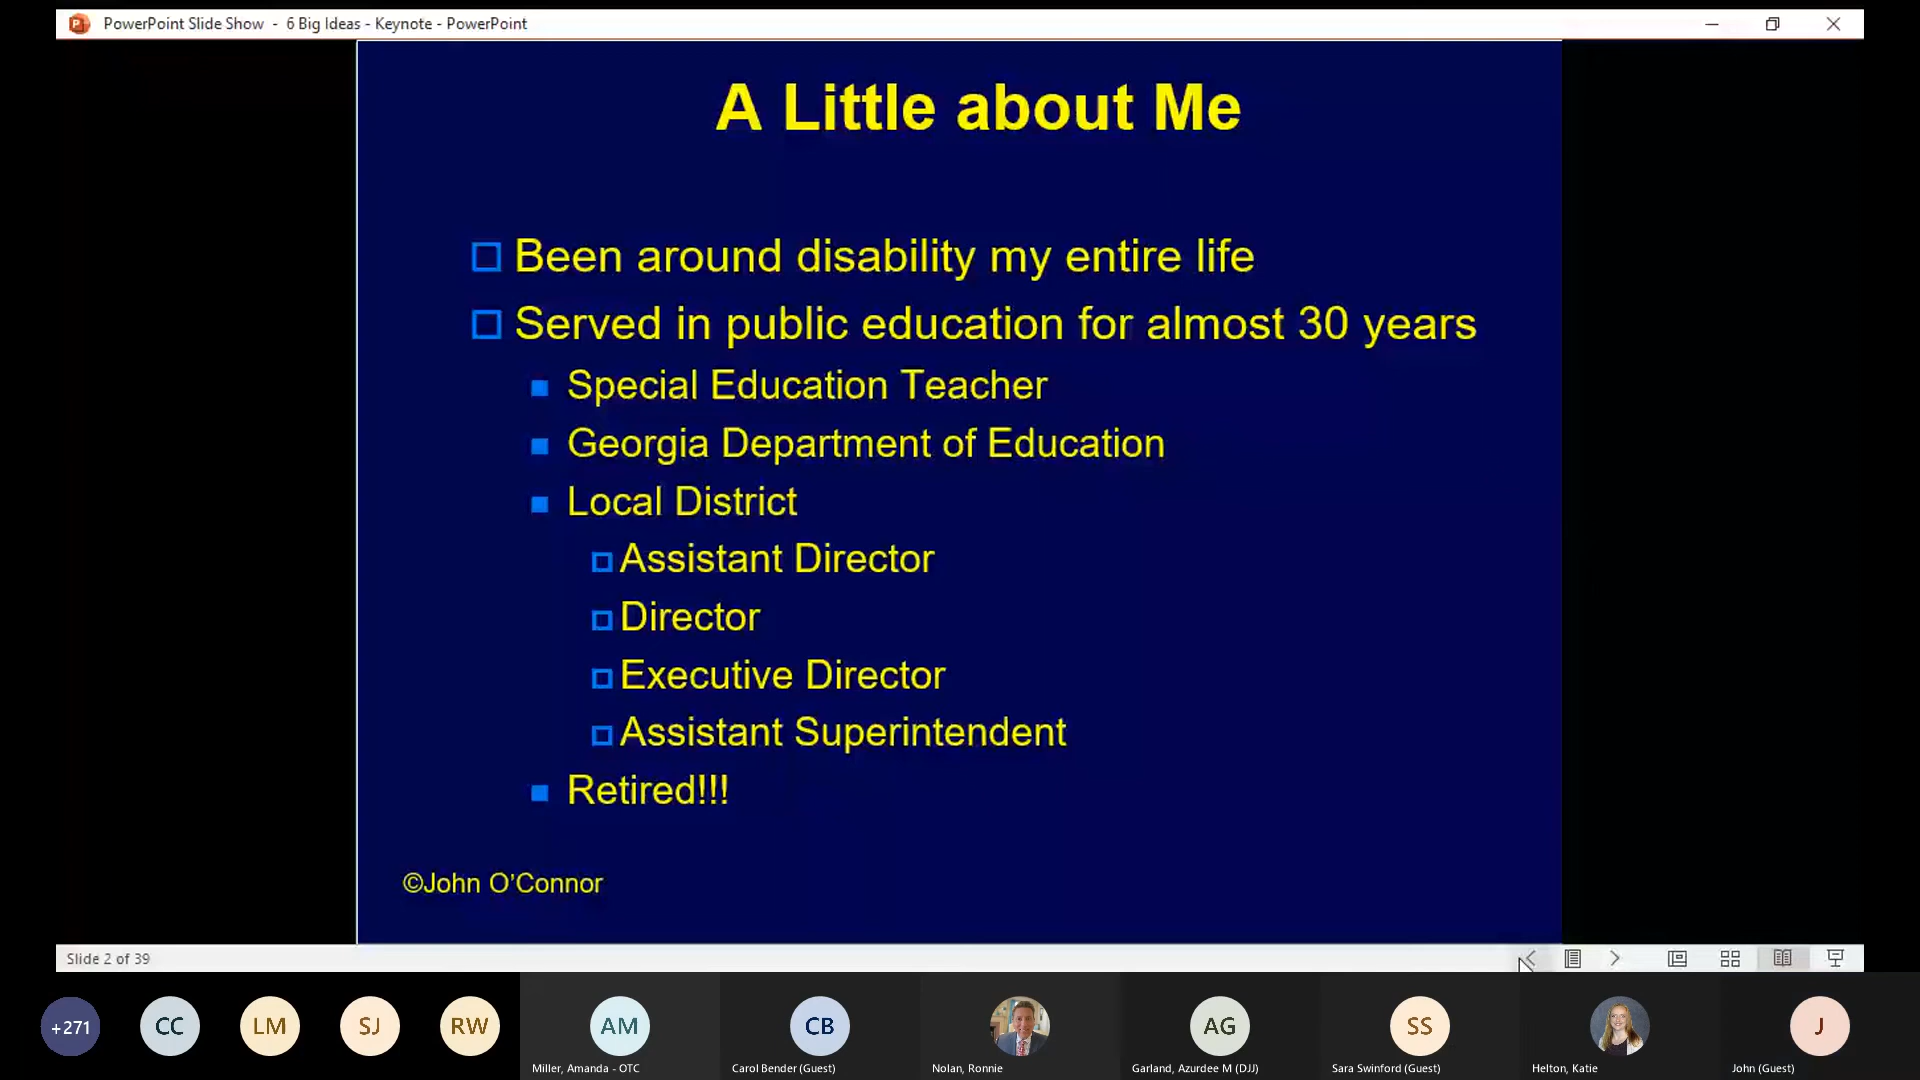 PowerPoint Slide Show - 6 Big Ideas - Keynote - PowerPoint
A Little about Me
Been around disability my entire life
Served in public education for almost 30 years
Special Education Teacher
Georgia Department of Education
Local District
Assistant Director
Director
Executive Director
Assistant Superintendent
Retired!!!
©John O'Connor
Slide 2 of 39
+271
CC
LM
SJ
RW
AM
CB
AG
SS
J
Miller, Amanda - OTC
Carol Bender (Guest)
Nolan, Ronnie
Garland, Azurdee M (DJJ)
Sara Swinford (Guest)
Helton, Katie
John (Guest)